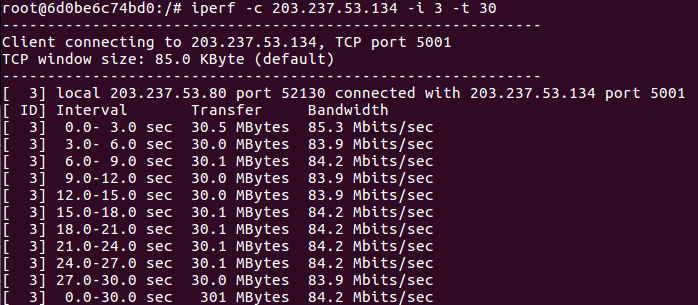 root@6d0be6c74bd0:/# iperf -c 203.237.53.134 -i 3 -t 30
------------------------------------------------------------
Client connecting to 203.237.53.134, TCP port 5001
TCP window size: 85.0 KByte (default)
------------------------------------------------------------
[  3] local 203.237.53.80 port 52130 connected with 203.237.53.134 port 5001
[ ID] Interval       Transfer     Bandwidth
[  3]  0.0- 3.0 sec  30.5 MBytes  85.3 Mbits/sec
[  3]  3.0- 6.0 sec  30.0 MBytes  83.9 Mbits/sec
[  3]  6.0- 9.0 sec  30.1 MBytes  84.2 Mbits/sec
[  3]  9.0-12.0 sec  30.0 MBytes  83.9 Mbits/sec
[  3] 12.0-15.0 sec  30.0 MBytes  83.9 Mbits/sec
[  3] 15.0-18.0 sec  30.1 MBytes  84.2 Mbits/sec
[  3] 18.0-21.0 sec  30.1 MBytes  84.2 Mbits/sec
[  3] 21.0-24.0 sec  30.1 MBytes  84.2 Mbits/sec
[  3] 24.0-27.0 sec  30.1 MBytes  84.2 Mbits/sec
[  3] 27.0-30.0 sec  30.0 MBytes  83.9 Mbits/sec
[  3]  0.0-30.0 sec   301 MBytes  84.2 Mbits/sec